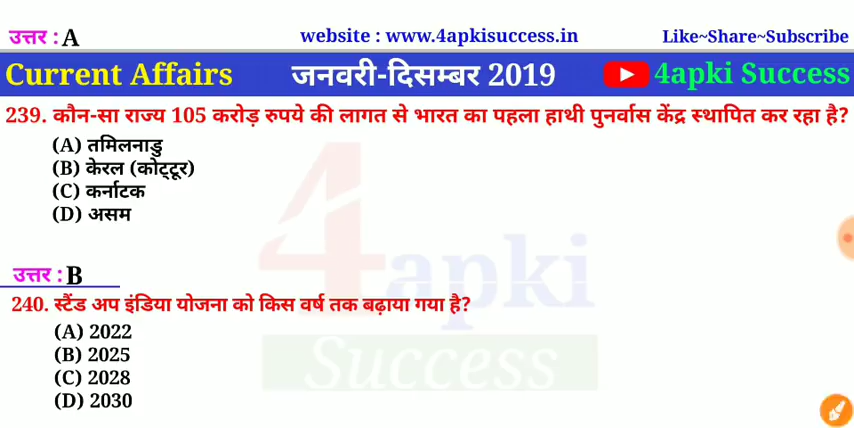 उत्तर : A website : www.4apkisuccess.in Like~Share~Subscribe
Current Affairs जनवरी-दिसम्बर 2019 4apki Success
239. कौन-सा राज्य 105 करोड़ रुपये की लागत से भारत का पहला हाथी पुनर्वास केंद्र स्थापित कर रहा है?
(A) तमिलनाडु
(B) केरल (कोट्टूर)
(C) कर्नाटक
(D) असम
4apki
Success
उत्तर : B
240. स्टैंड अप इंडिया योजना को किस वर्ष तक बढ़ाया गया है?
(A) 2022
(B) 2025
(C) 2028
(D) 2030